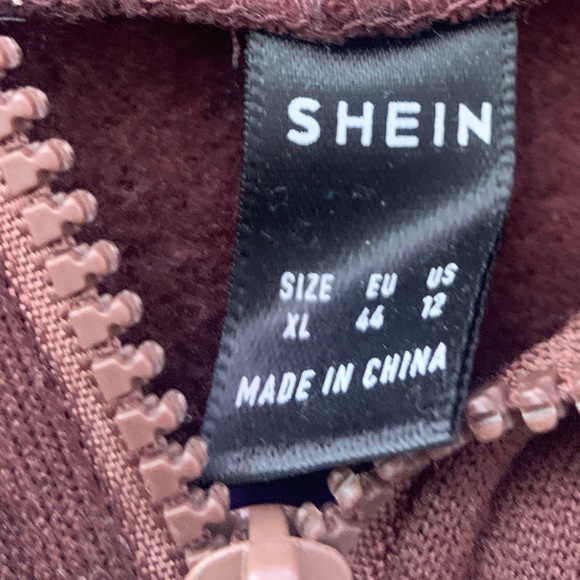 SHEIN
SIZE EU US
XL 44 12
MADE IN CHINA